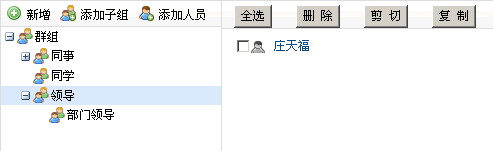 新增 添加子组 添加人员
群组
同事
同学
领导
部门领导
全选 删 除 剪 切 复 制
庄天福